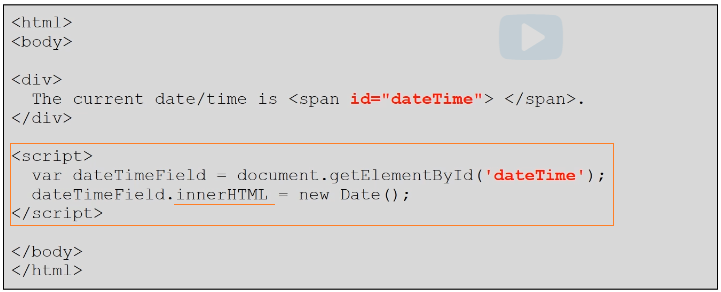 <html>
<body>
<div>
The current date/time is <span id="dateTime"> </span>.
</div>
<script>
var dateTimeField = document.getElementById('dateTime');
dateTimeField.innerHTML = new Date();
</script>
</body>
</html>